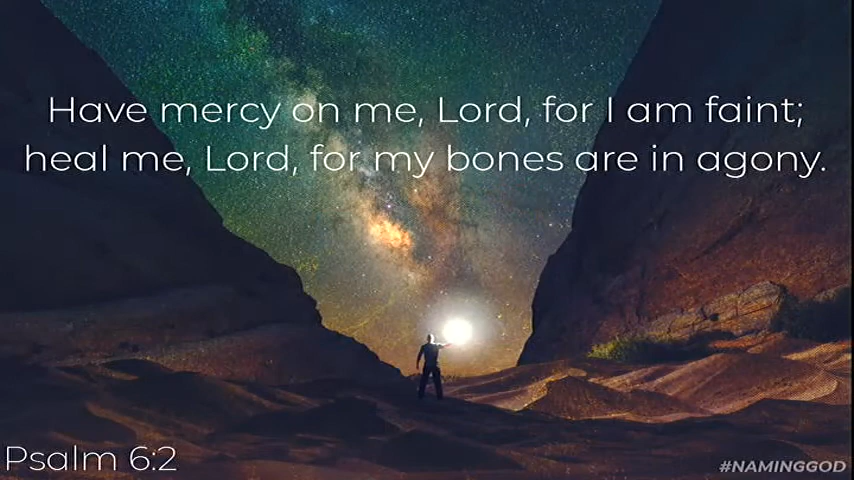 Have mercy on me, Lord, for I am faint;
heal me, Lord, for my bones are in agony.
Psalm 6:2
#NAMINGGOD